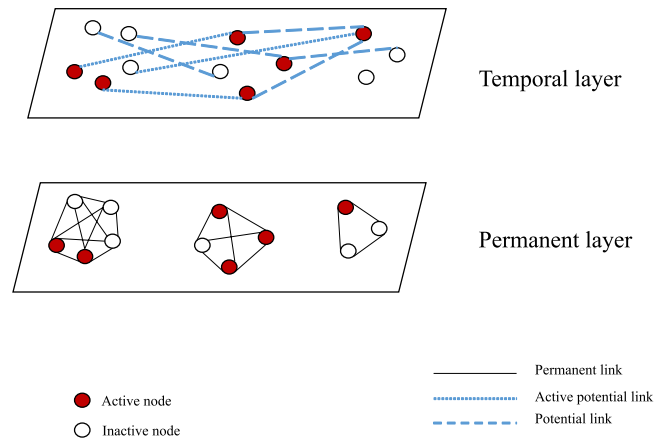 Temporal layer
Permanent layer
Permanent link
Active node
Active potential link
Potential link
Inactive node